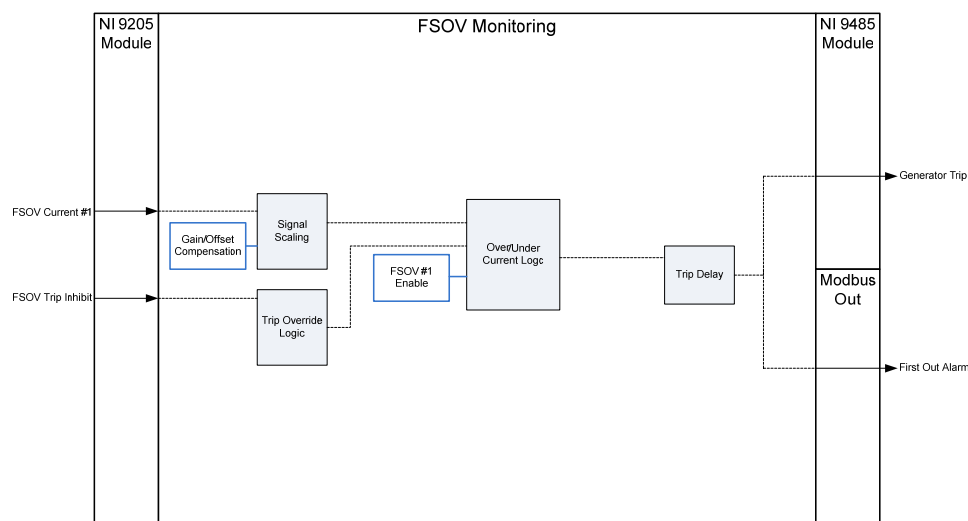 NI 9205
Module
FSOV Monitoring
NI 9485
Module
FSOV Current #1
Gain/Offset
Compensation
Signal
Scaling
FSOV Trip Inhibit
Trip Override
Logic
FSOV #1
Enable
Over/Under
Current Logc
Trip Delay
Generator Trip
Modbus
Out
First Out Alarm